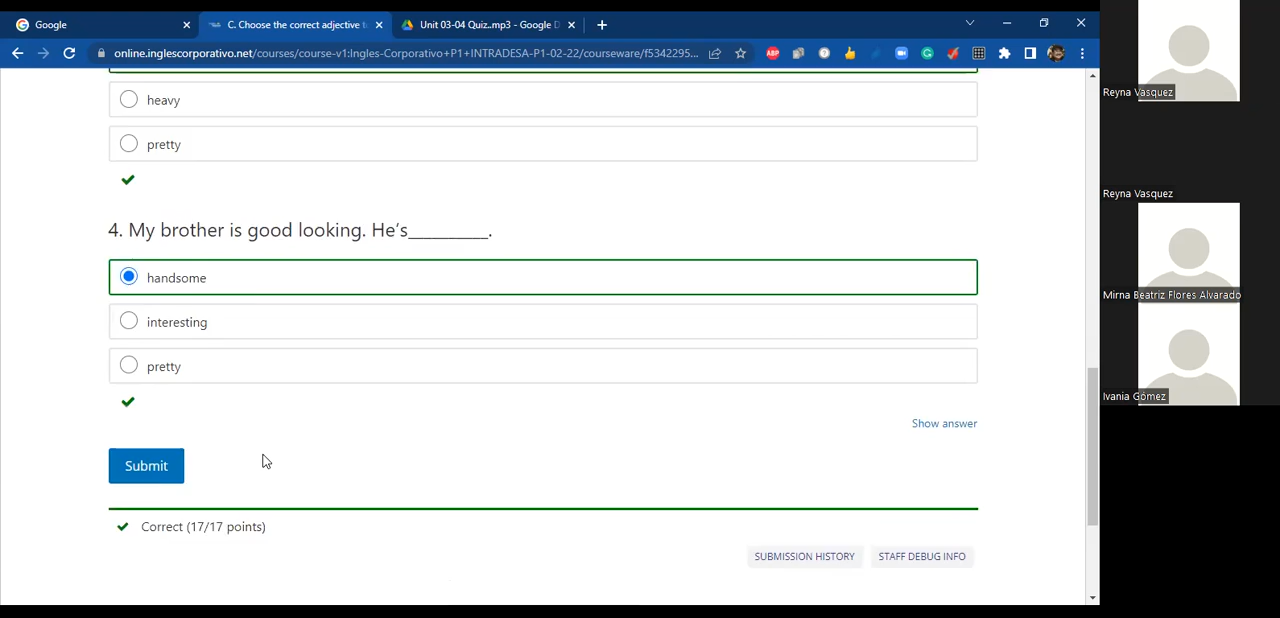 Google
C. Choose the correct adjective t
Unit 03-04 Quiz..mp3 - Google D
online.inglescorporativo.net/courses/course-v1:Ingles-Corporativo+P1+INTRADESA-P1-02-22/courseware/f5342295...
ABP
heavy
pretty
4. My brother is good looking. He's_________.
handsome
interesting
pretty
Show answer
Submit
Correct (17/17 points)
SUBMISSION HISTORY
STAFF DEBUG INFO
Reyna Vasquez
Reyna Vasquez
Mirna Beatriz Flores Alvarado
Ivania Gómez